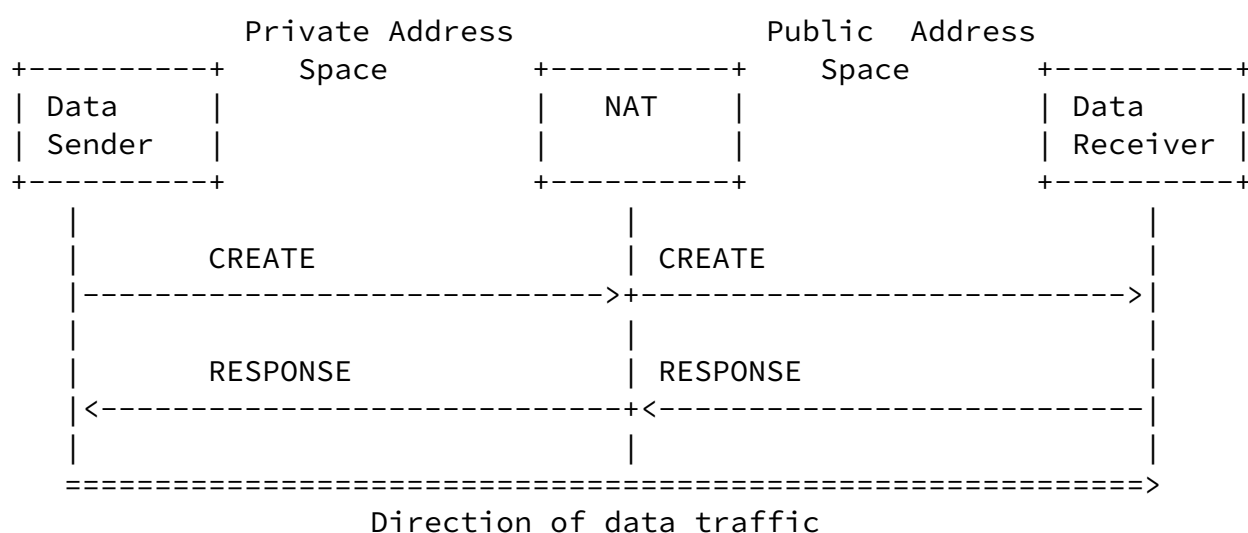 Private Address Public  Address
+----------+ Space +----------+ Space +----------+
| Data | | NAT | | Data |
| Sender | | | | Receiver |
+----------+ +----------+ +----------+
| | |
| CREATE | CREATE |
|----------------------------->+--------------------------->|
| | |
| RESPONSE | RESPONSE |
|<-----------------------------+<---------------------------|
| | |
============================================================>
Direction of data traffic